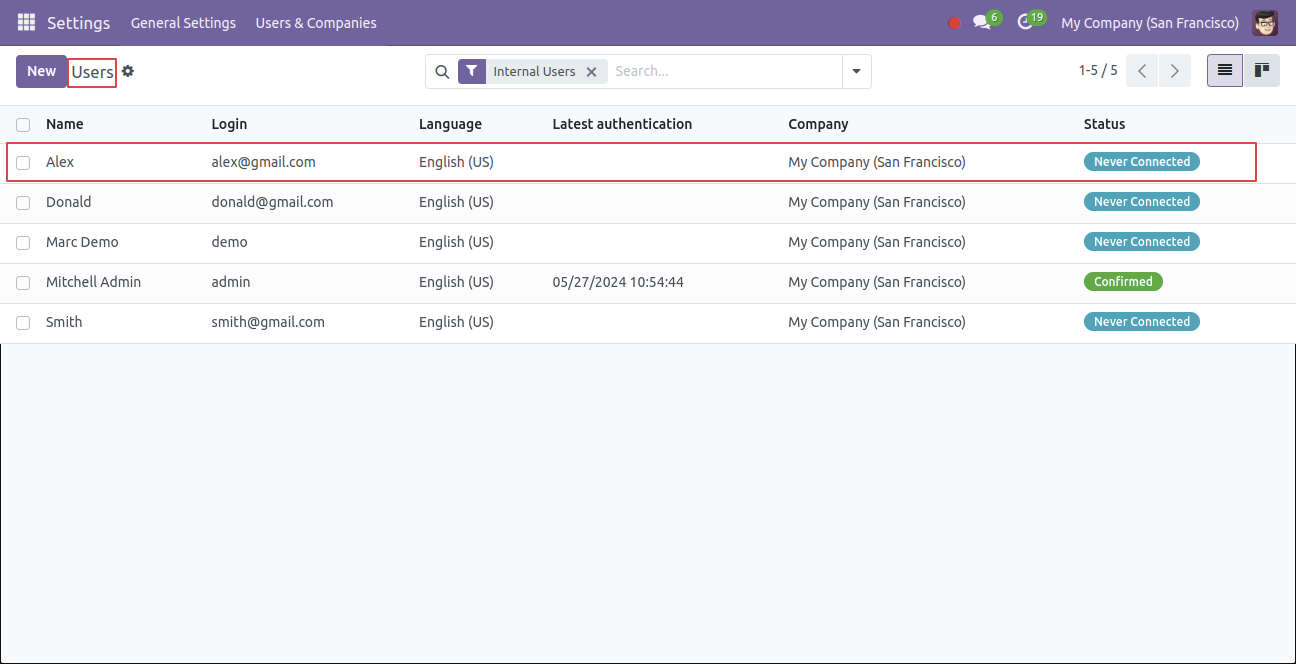 Settings General Settings Users & Companies 6 19 My Company (San Francisco)
New Users Internal Users Search... 1-5 / 5
Name Login Language Latest authentication Company Status
Alex alex@gmail.com English (US) My Company (San Francisco) Never Connected
Donald donald@gmail.com English (US) My Company (San Francisco) Never Connected
Marc Demo demo English (US) My Company (San Francisco) Never Connected
Mitchell Admin admin English (US) 05/27/2024 10:54:44 My Company (San Francisco) Confirmed
Smith smith@gmail.com English (US) My Company (San Francisco) Never Connected